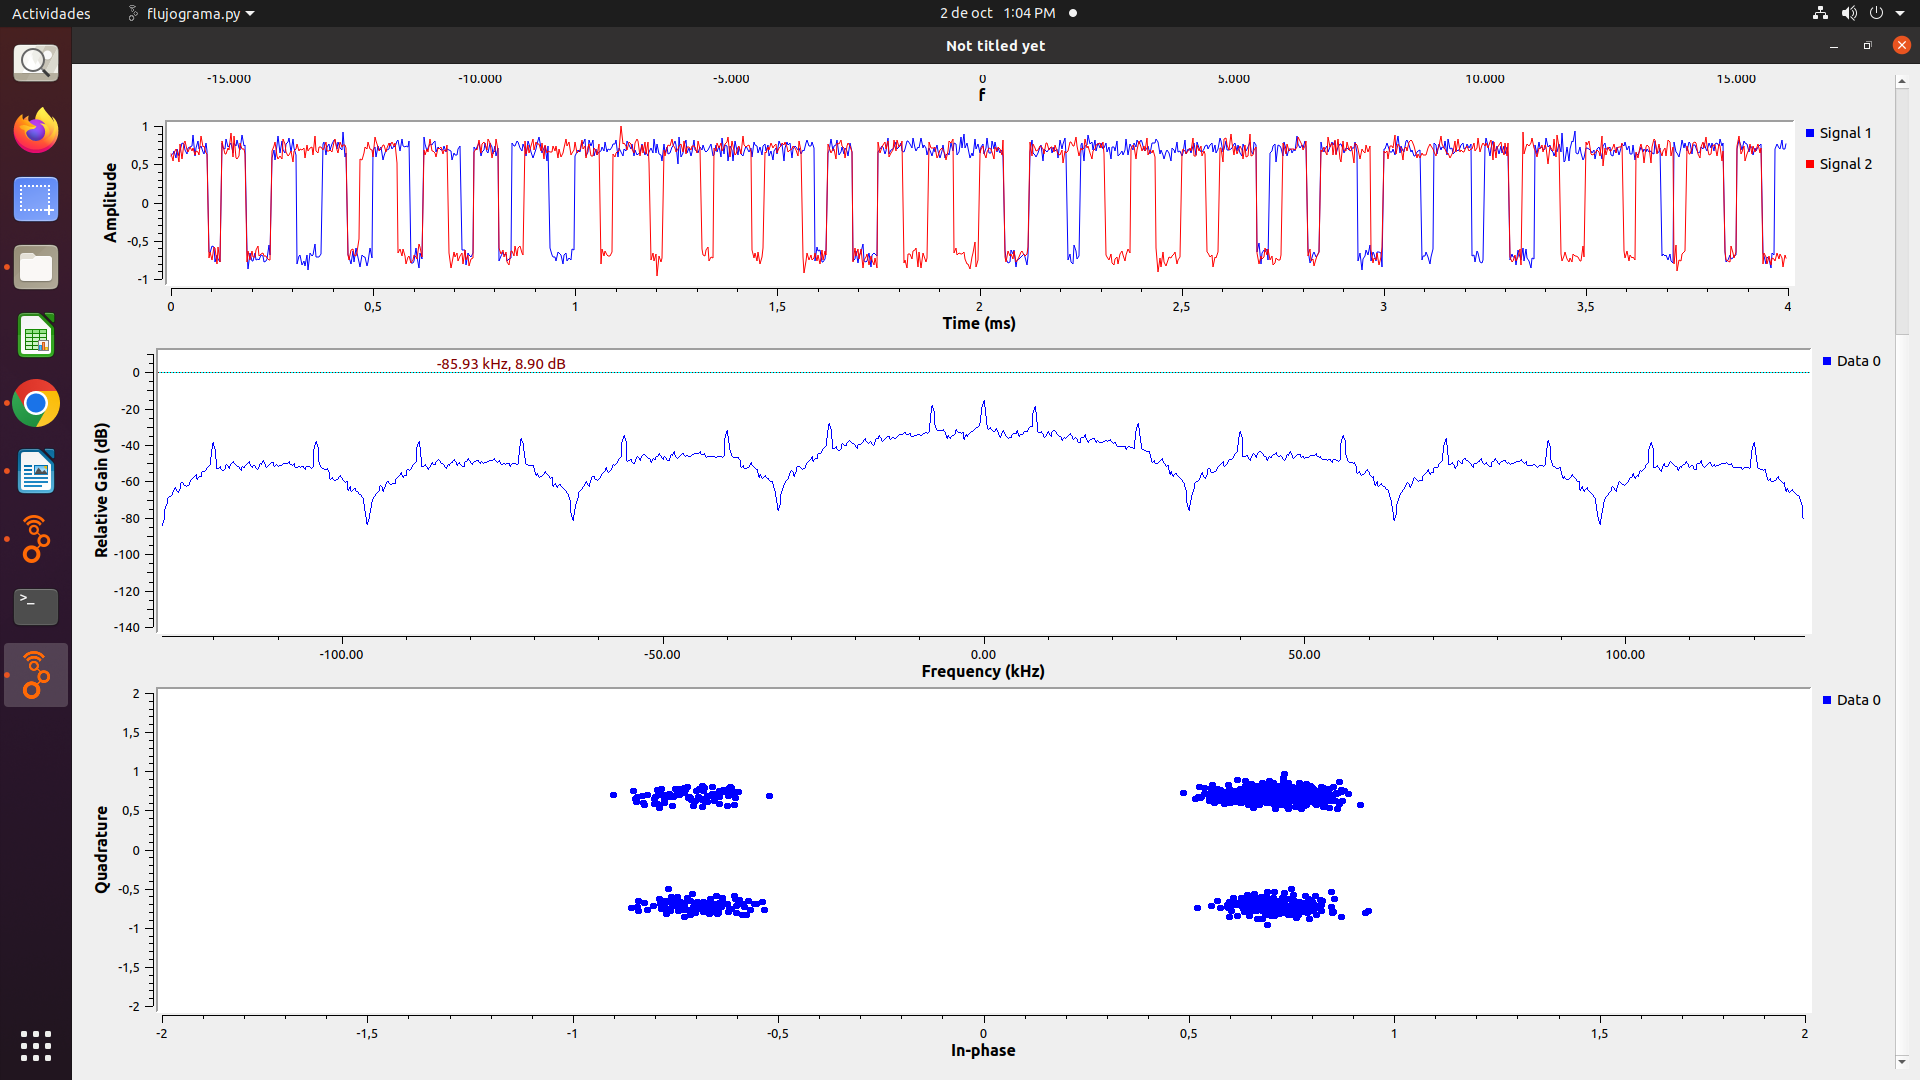 Actividades flujograma.py 2 de oct 1:04 PM
Not titled yet
-15.000 -10.000 -5.000 0 5.000 10.000 15.000
f
Amplitude
1
0,5
0
-0,5
-1
0 0,5 1 1,5 2 2,5 3 3,5 4
Time (ms)
Signal 1
Signal 2
Relative Gain (dB)
-85.93 kHz, 8.90 dB
0
-20
-40
-60
-80
-100
-120
-140
-100.00 -50.00 0.00 50.00 100.00
Frequency (kHz)
Data 0
Quadrature
2
1,5
1
0,5
0
-0,5
-1
-1,5
-2
-2 -1,5 -1 -0,5 0 0,5 1 1,5 2
In-phase
Data 0
>_